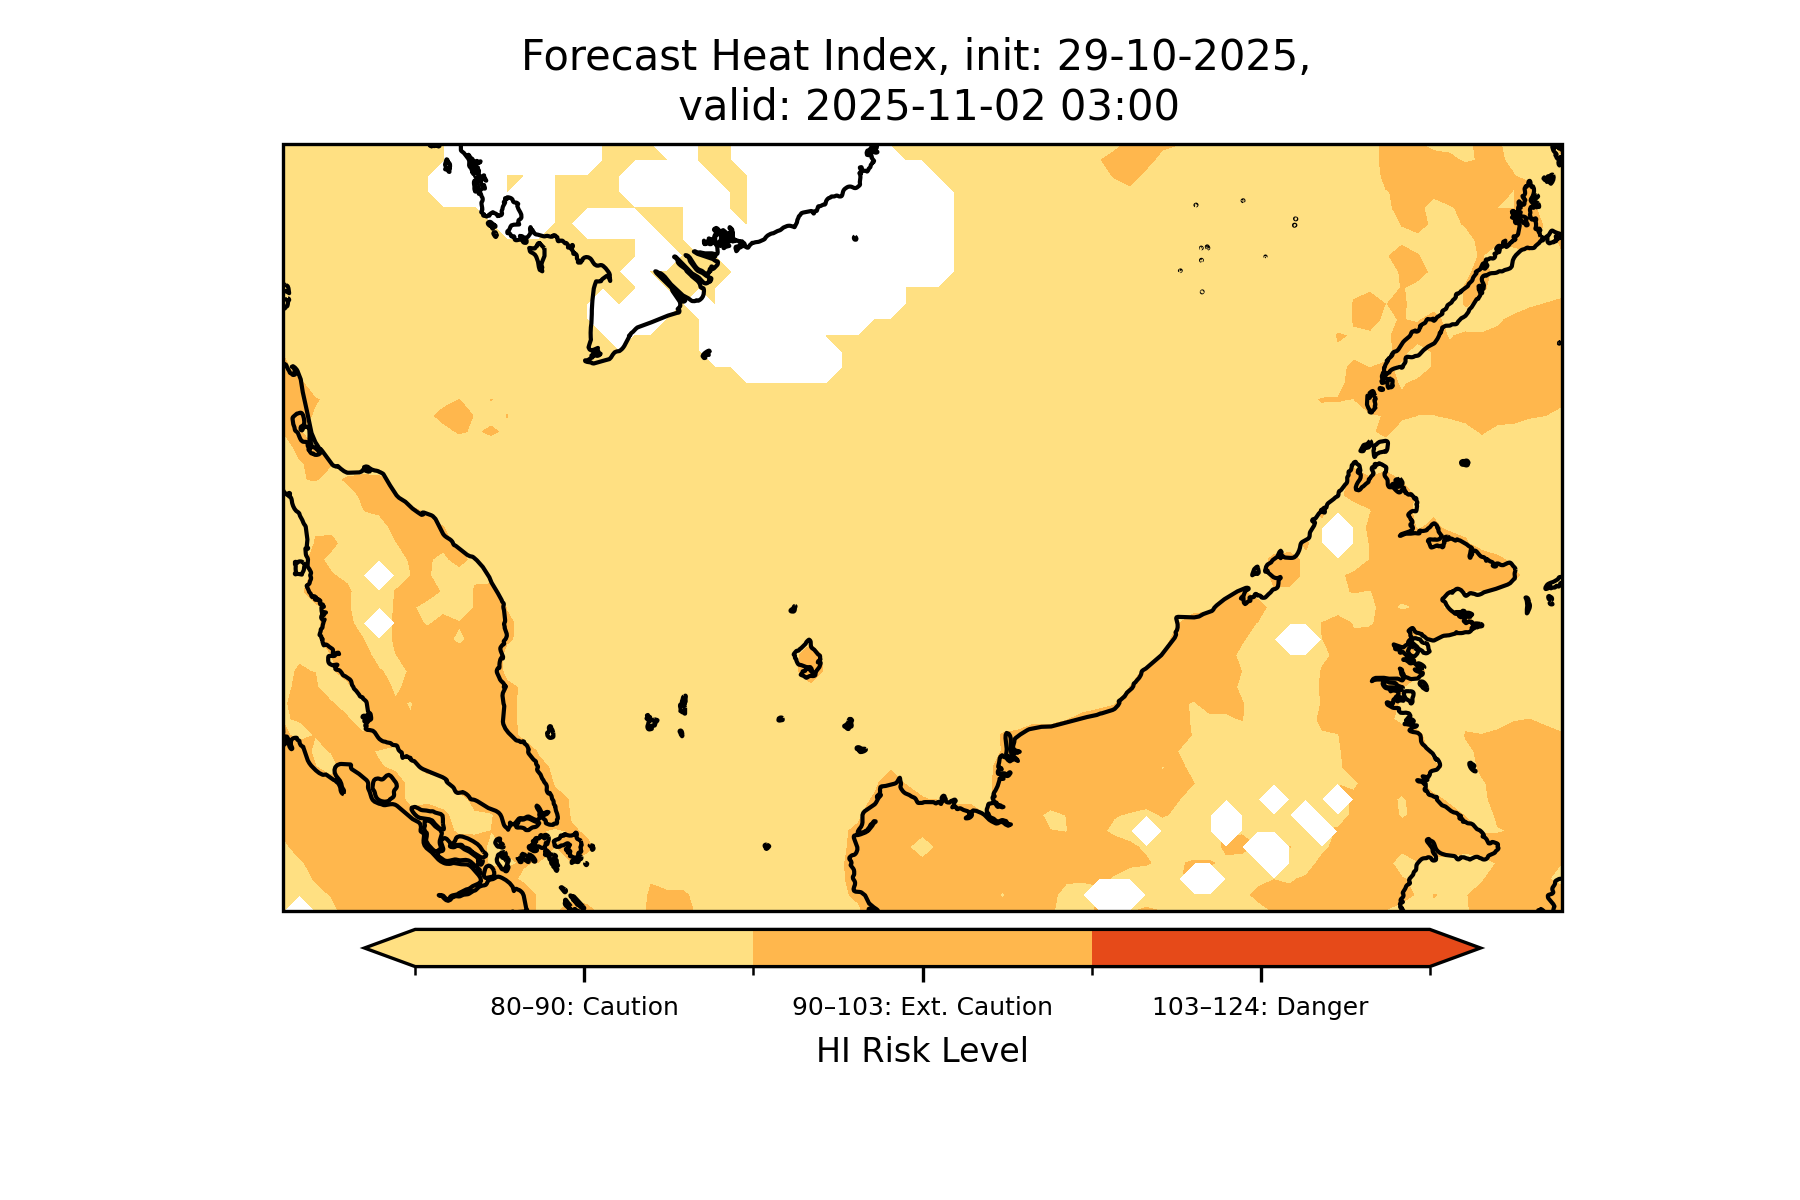 Forecast Heat Index, init: 29-10-2025,
valid: 2025-11-02 03:00
80–90: Caution
90–103: Ext. Caution
103–124: Danger
HI Risk Level